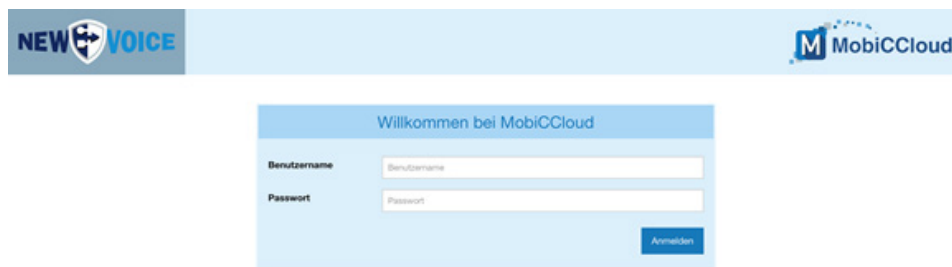 NEW VOICE
M MobiCCloud
Willkommen bei MobiCCloud
Benutzername Benutzername
Passwort Passwort
Anmelden